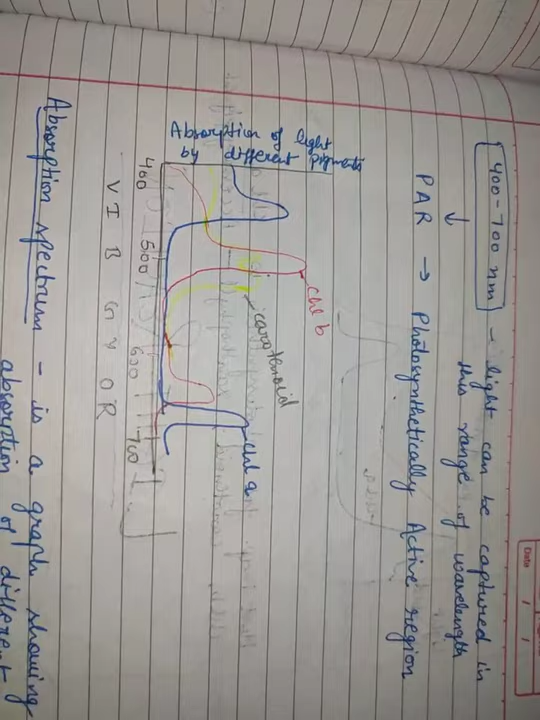 400-700 nm - light can be captured in
this range of wavelength
↓
PAR → Photosynthetically Active region
Absorption of light
by different pigments
chl b
carotenoid
chl a
400 500 600 700
V I B G Y O R
Absorption spectrum - is a graph showing
absorption of different
Date